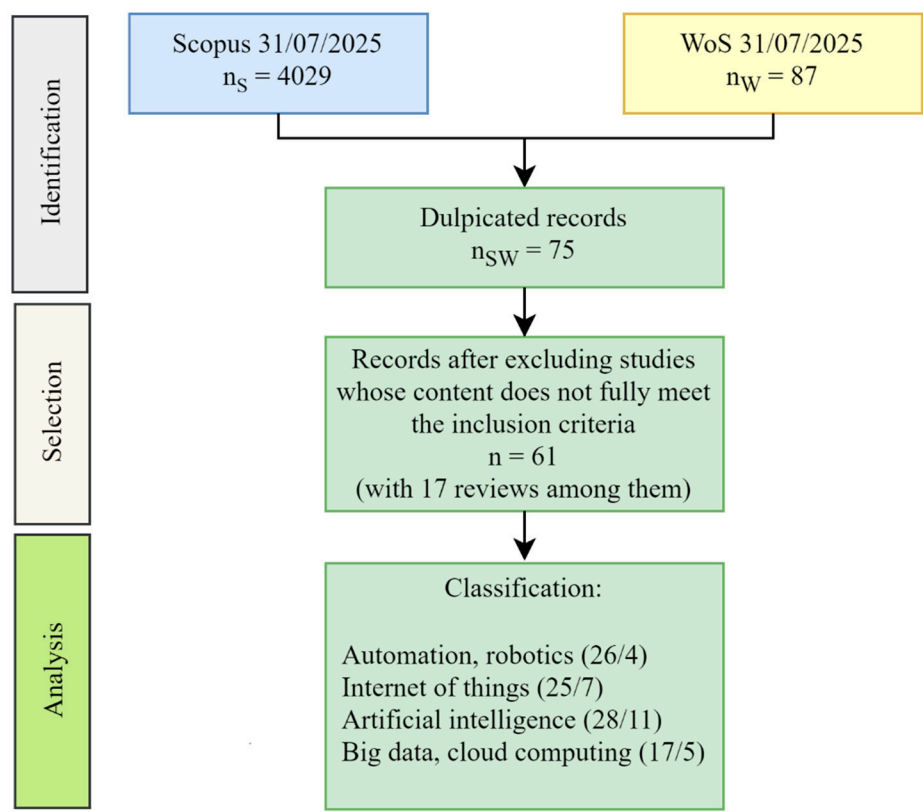 Identification
Scopus 31/07/2025
nS = 4029
WoS 31/07/2025
nW = 87
Dulpicated records
nSW = 75
Selection
Records after excluding studies
whose content does not fully meet
the inclusion criteria
n = 61
(with 17 reviews among them)
Analysis
Classification:
Automation, robotics (26/4)
Internet of things (25/7)
Artificial intelligence (28/11)
Big data, cloud computing (17/5)